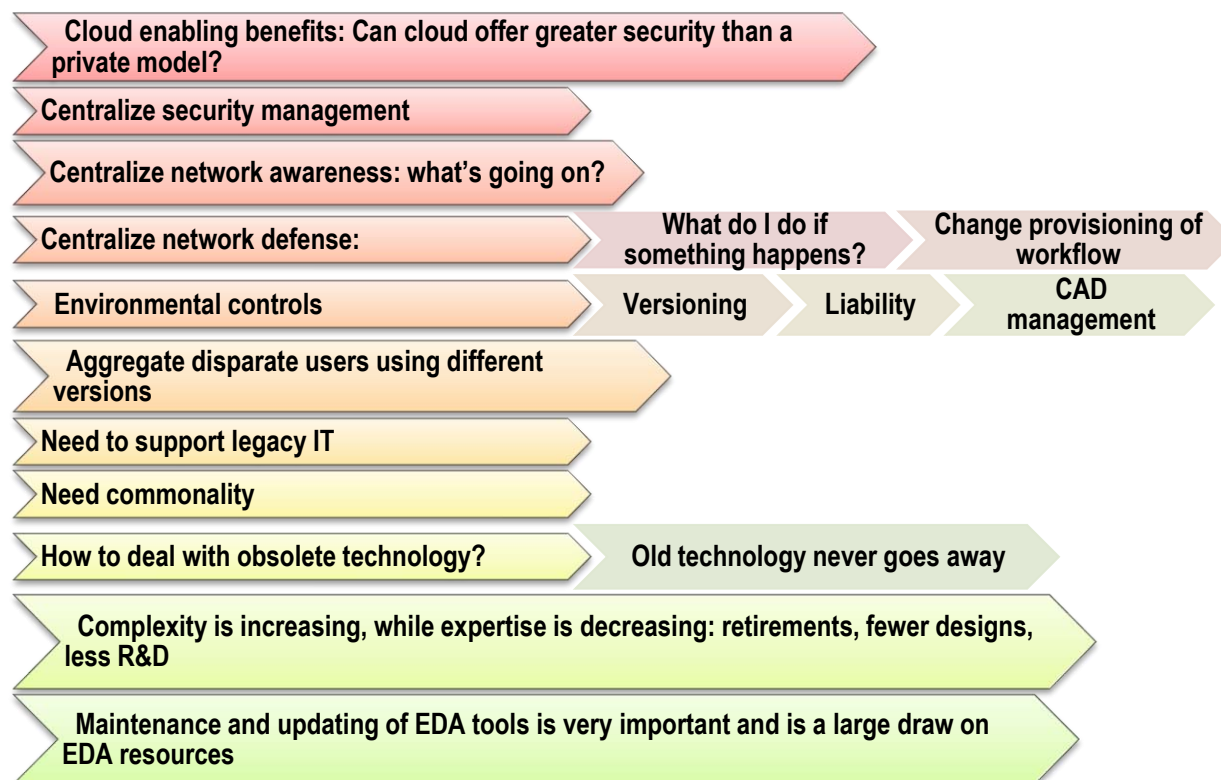 Cloud enabling benefits: Can cloud offer greater security than a
private model?
Centralize security management
Centralize network awareness: what's going on?
Centralize network defense:
What do I do if
something happens?
Change provisioning of
workflow
Environmental controls
Versioning
Liability
CAD
management
Aggregate disparate users using different
versions
Need to support legacy IT
Need commonality
How to deal with obsolete technology?
Old technology never goes away
Complexity is increasing, while expertise is decreasing: retirements, fewer designs,
less R&D
Maintenance and updating of EDA tools is very important and is a large draw on
EDA resources